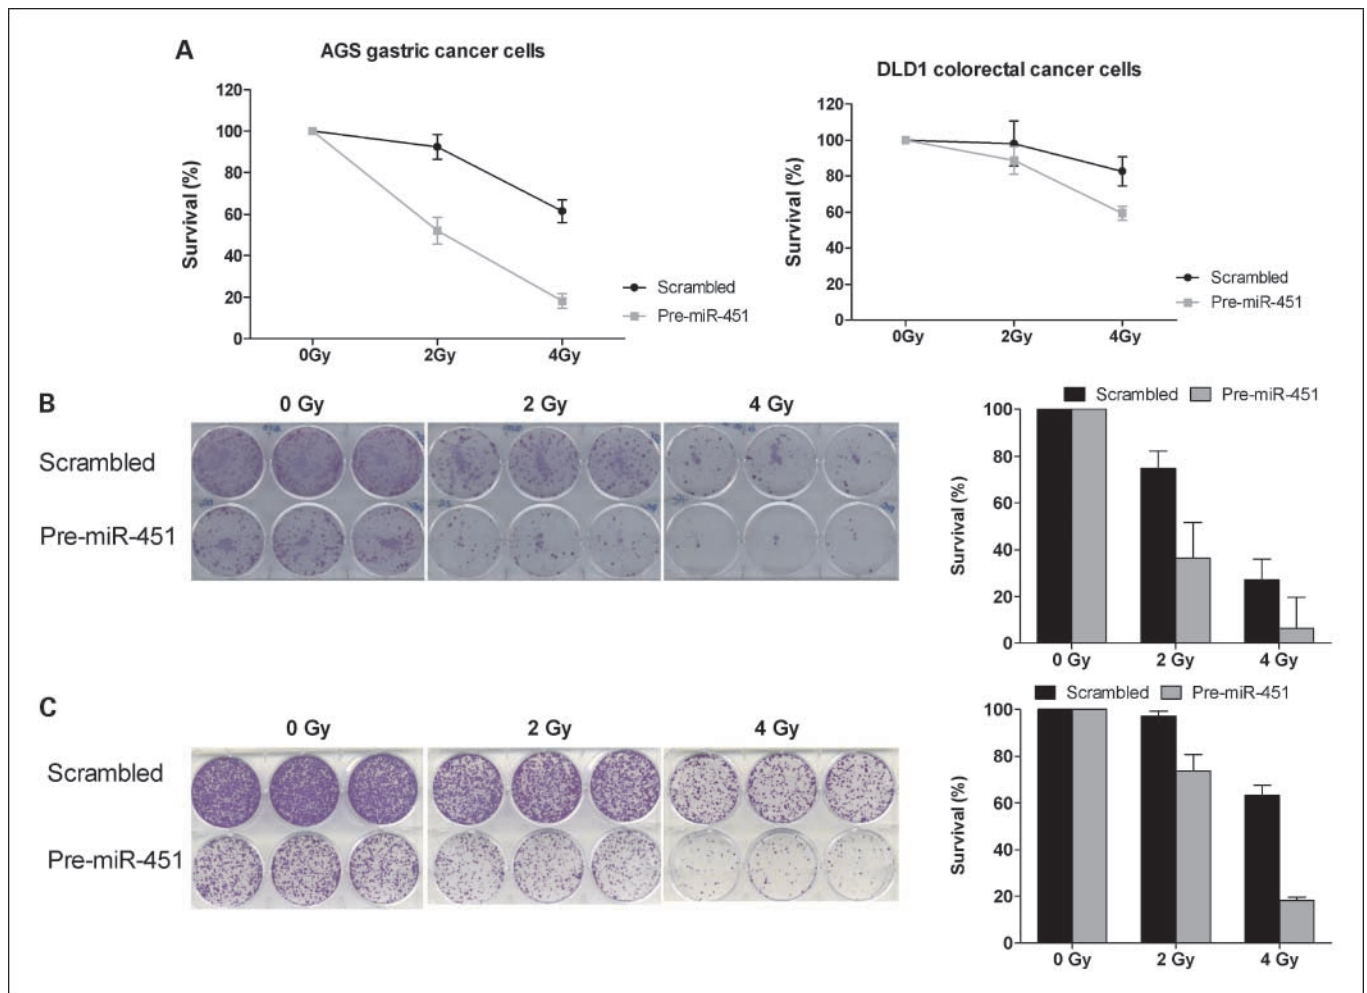 A
AGS gastric cancer cells
DLD1 colorectal cancer cells
Survival (%)
120
100
80
60
40
20
0
0Gy
2Gy
4Gy
Scrambled
Pre-miR-451
Survival (%)
120
100
80
60
40
20
0
0Gy
2Gy
4Gy
Scrambled
Pre-miR-451
B
0 Gy
2 Gy
4 Gy
Scrambled
Pre-miR-451
Scrambled
Pre-miR-451
Survival (%)
100
80
60
40
20
0
0 Gy
2 Gy
4 Gy
C
0 Gy
2 Gy
4 Gy
Scrambled
Pre-miR-451
Scrambled
Pre-miR-451
Survival (%)
100
80
60
40
20
0
0 Gy
2 Gy
4 Gy